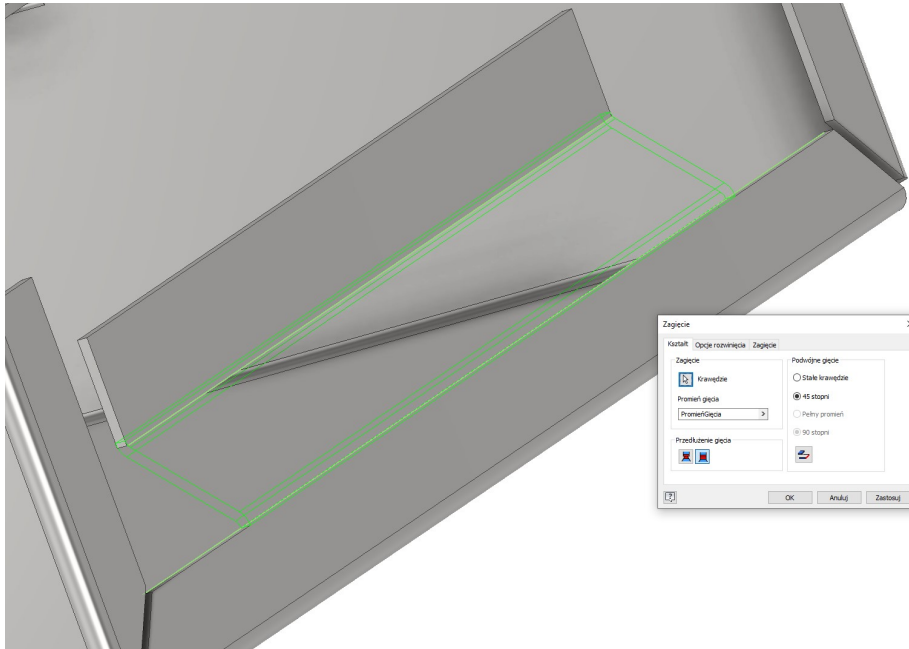 Zagięcie
Kształt Opcje rozwinięcia Zagięcie
Zagięcie
Krawędzie
Promień gięcia
PromieńGięcia >
Przedłużenie gięcia
Podwójne gięcie
Stałe krawędzie
45 stopni
Pełny promień
90 stopni
OK Anuluj Zastosuj